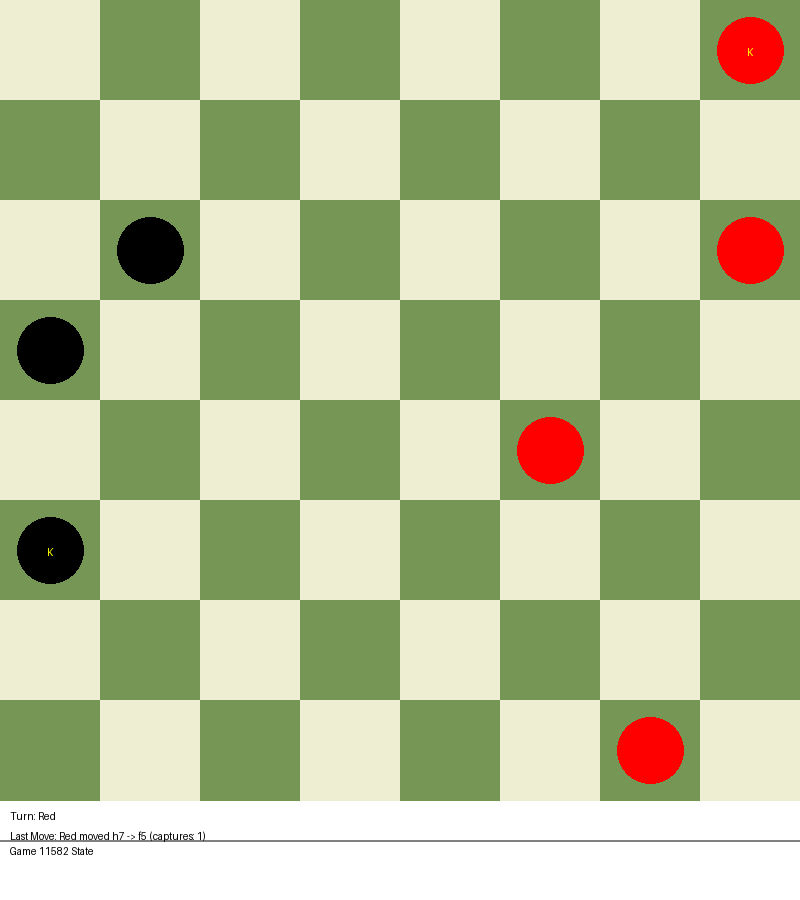 K
K
Turn: Red
Last Move: Red moved h7 -> f5 (captures: 1)
Game 11582 State